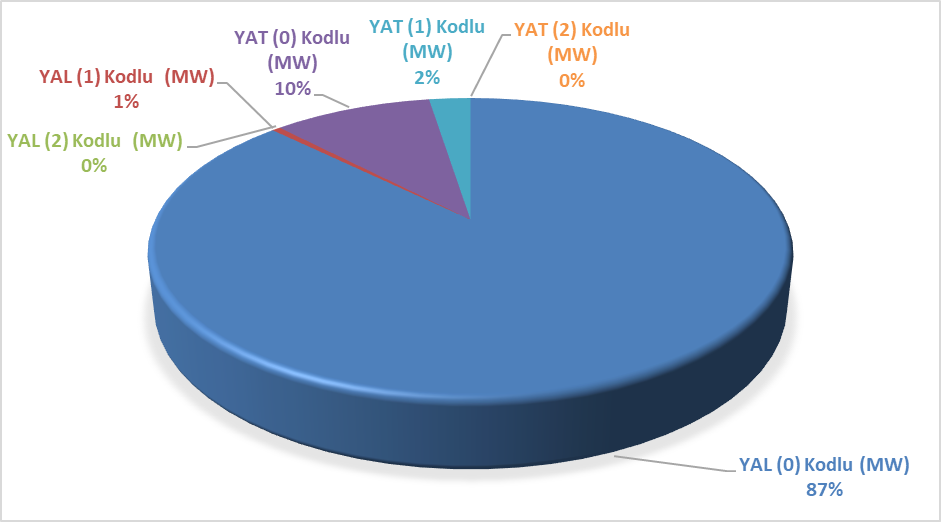 YAT (0) Kodlu
(MW)
10%
YAT (1) Kodlu
(MW)
2%
YAT (2) Kodlu
(MW)
0%
YAL (1) Kodlu (MW)
1%
YAL (2) Kodlu (MW)
0%
YAL (0) Kodlu (MW)
87%